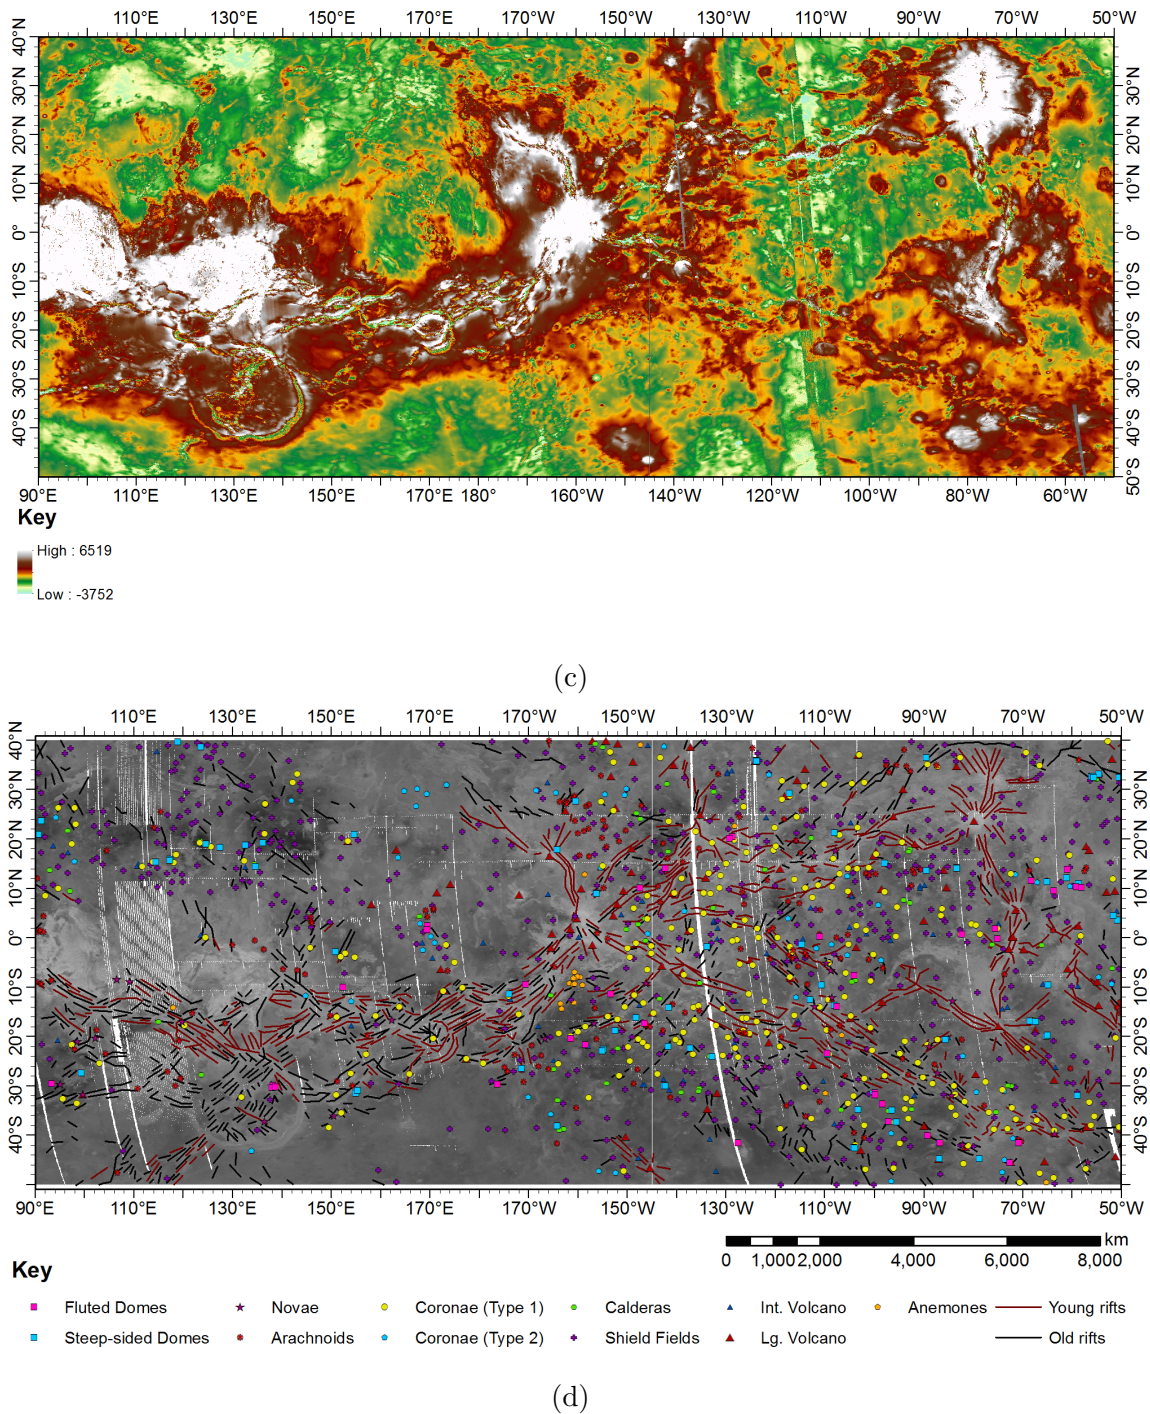 110°E 130°E 150°E 170°E 170°W 150°W 130°W 110°W 90°W 70°W 50°W
40°N
30°N 30°N
20°N 20°N
10°N 10°N
0° 0°
10°S 10°S
20°S 20°S
30°S 30°S
40°S 40°S
50°S
90°E 110°E 130°E 150°E 170°E 180° 160°W 140°W 120°W 100°W 80°W 60°W
Key
High : 6519
Low : -3752
(c)
110°E 130°E 150°E 170°E 170°W 150°W 130°W 110°W 90°W 70°W 50°W
40°N
30°N 30°N
20°N 20°N
10°N 10°N
0° 0°
10°S 10°S
20°S 20°S
30°S 30°S
40°S 40°S
90°E 110°E 130°E 150°E 170°E 170°W 150°W 130°W 110°W 90°W 70°W 50°W
km
0 1,000 2,000 4,000 6,000 8,000
Key
Fluted Domes Novae Coronae (Type 1) Calderas Int. Volcano Anemones Young rifts
Steep-sided Domes Arachnoids Coronae (Type 2) Shield Fields Lg. Volcano Old rifts
(d)